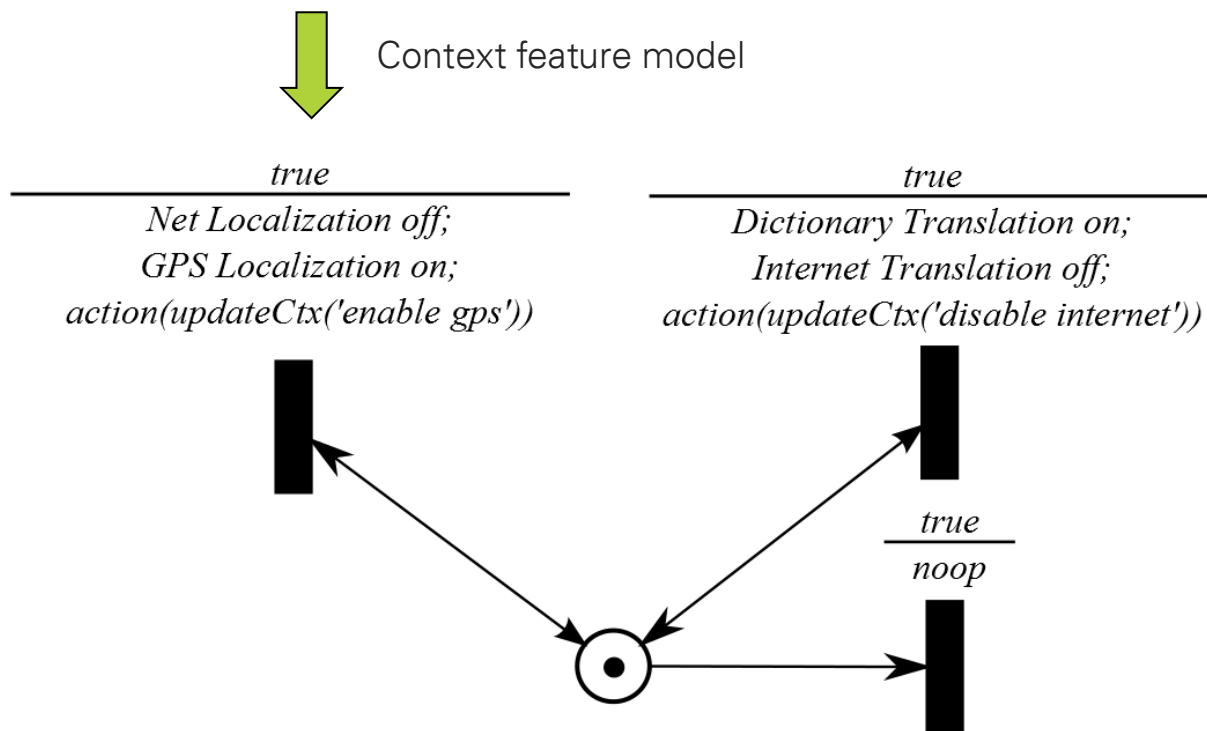 Context feature model
true
Net Localization off;
GPS Localization on;
action(updateCtx('enable gps'))
true
Dictionary Translation on;
Internet Translation off;
action(updateCtx('disable internet'))
true
noop